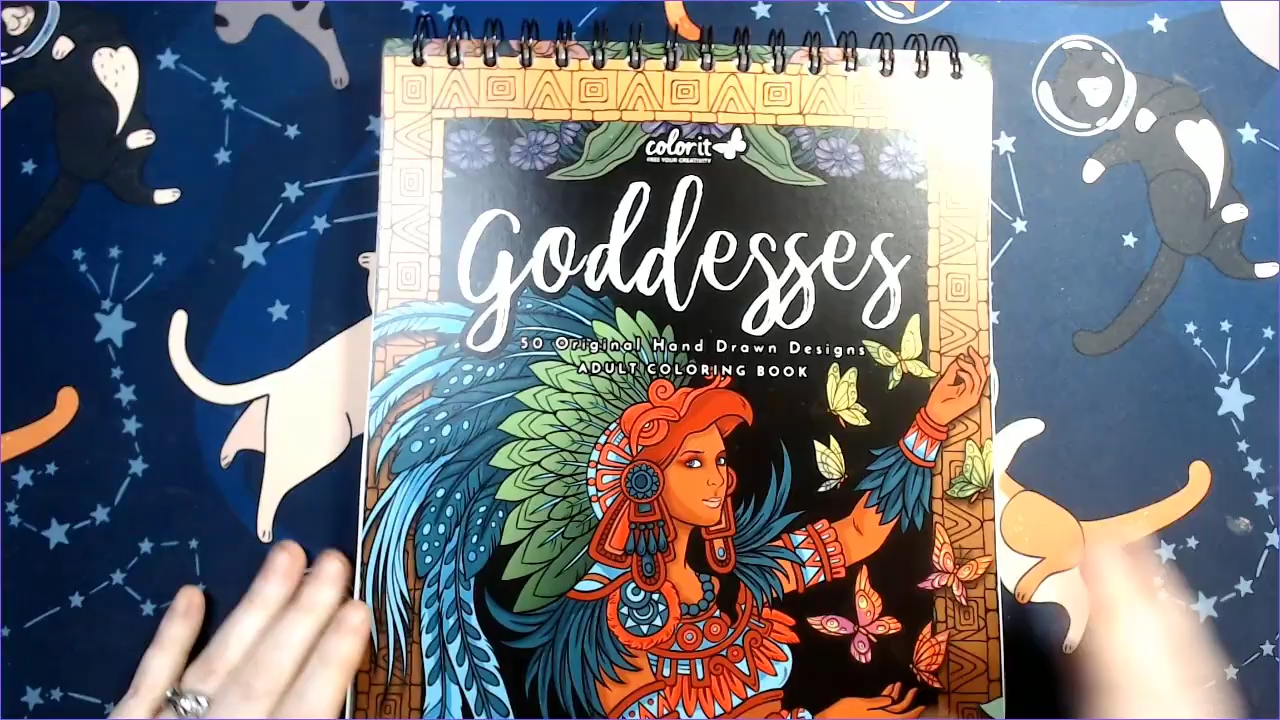 colorit
FREE YOUR CREATIVITY
Goddesses
50 Original Hand Drawn Designs
ADULT COLORING BOOK